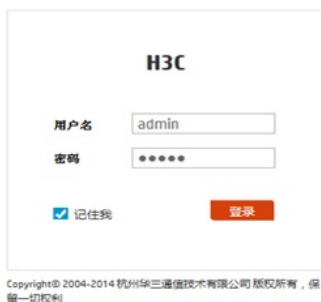 H3C
用户名 admin
密码 ●●●●●
记住我 登录
Copyright© 2004-2014 杭州华三通信技术有限公司 版权所有，保
留一切权利